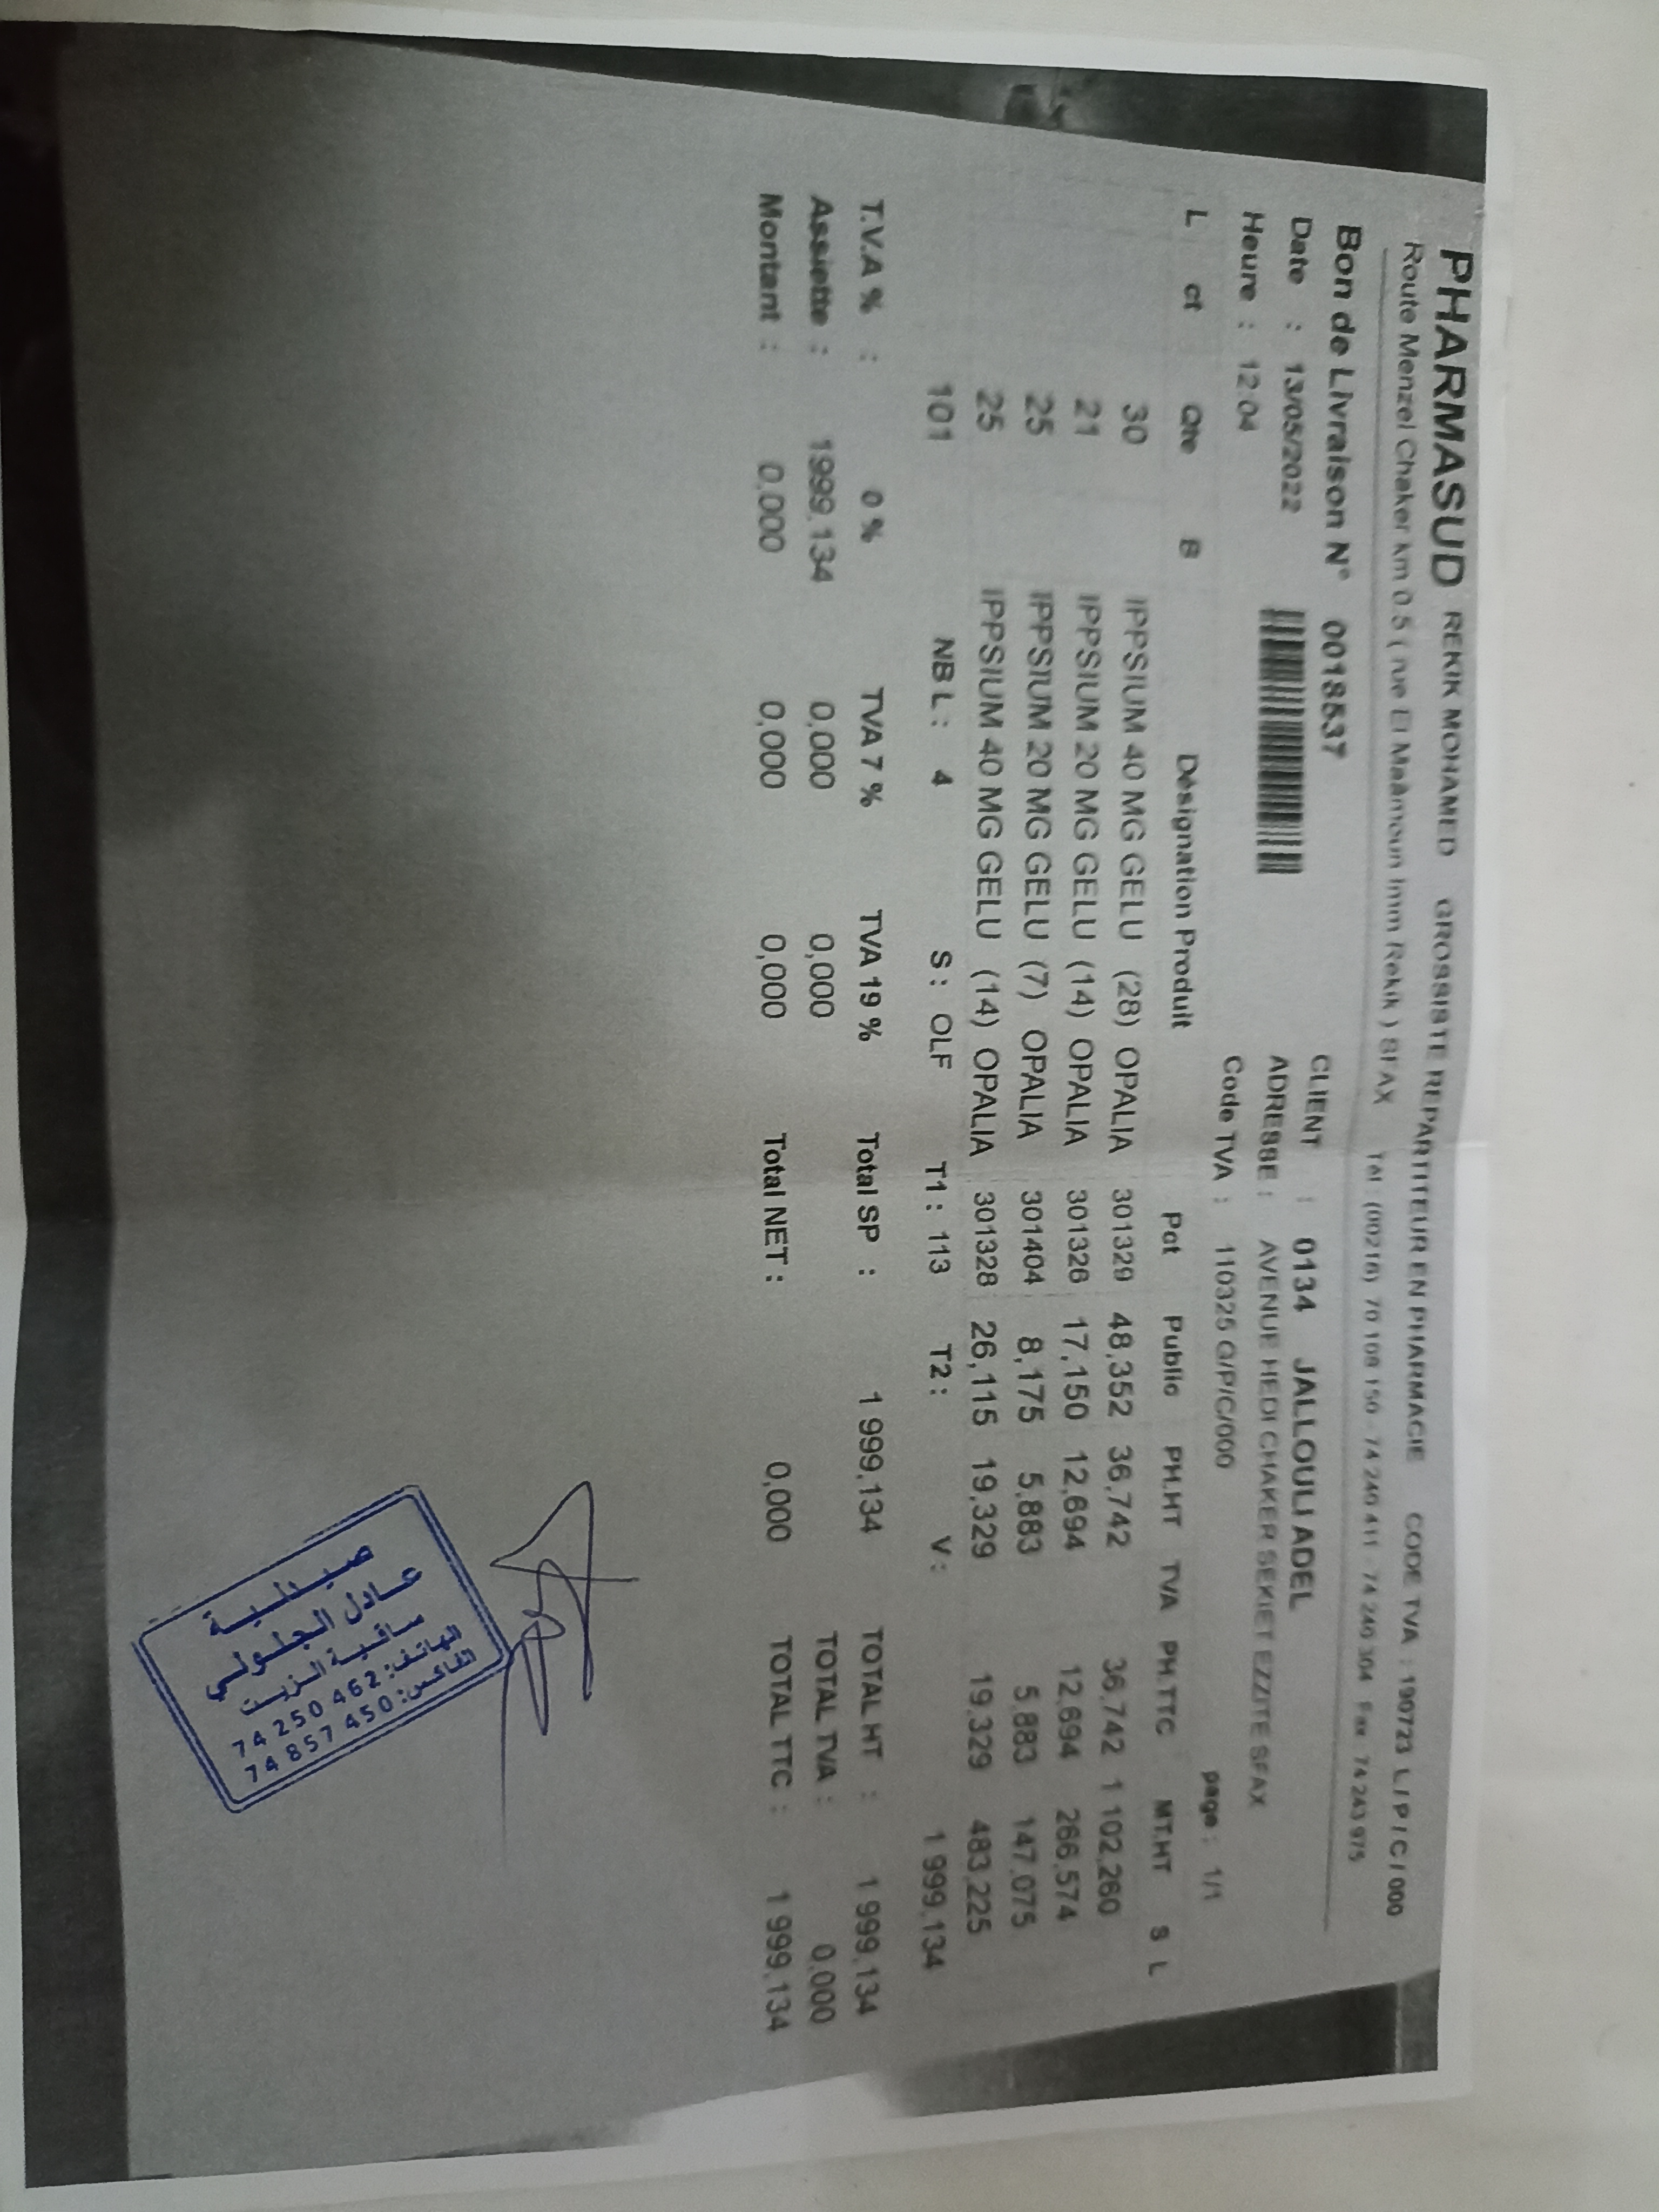 PHARMASUD REKIK MOHAMED GROSSISTE REPARTITEUR EN PHARMACIE CODE TVA : 190723 L / P / C / 000
Route Menzel Chaker km 0.5 ( rue El Maâmoun Imm Rekik ) SFAX Tél : (00216) 70 108 150 - 74 240 411 - 74 240 304 Fax 74 243 975
Bon de Livraison N° 0018537 CLIENT : 0134 JALLOULI ADEL
Date : 13/05/2022 ADRESSE : AVENUE HEDI CHAKER SEKIET EZZITE SFAX
Heure : 12:04 Code TVA : 110325 Q/P/C/000 page : 1/1
L ct Qte B Désignation Produit Pct Public PH.HT TVA PH.TTC MT.HT S L
30 IPPSIUM 40 MG GELU (28) OPALIA 301329 48,352 36,742 36,742 1 102,260
21 IPPSIUM 20 MG GELU (14) OPALIA 301326 17,150 12,694 12,694 266,574
25 IPPSIUM 20 MG GELU (7) OPALIA 301404 8,175 5,883 5,883 147,075
25 IPPSIUM 40 MG GELU (14) OPALIA 301328 26,115 19,329 19,329 483,225
101 NB L : 4 S : OLF T1 : 113 T2 : V : 1 999,134
T.V.A % : 0 % TVA 7 % TVA 19 % Total SP : 1 999,134 TOTAL HT : 1 999,134
Assiette : 1999,134 0,000 0,000 TOTAL TVA : 0,000
Montant : 0,000 0,000 0,000 Total NET : 0,000 TOTAL TTC : 1 999,134
صيدلية
عادل الجلولي
ساقية الزيت
الهاتف: 74 250 462
الفاكس: 74 857 450